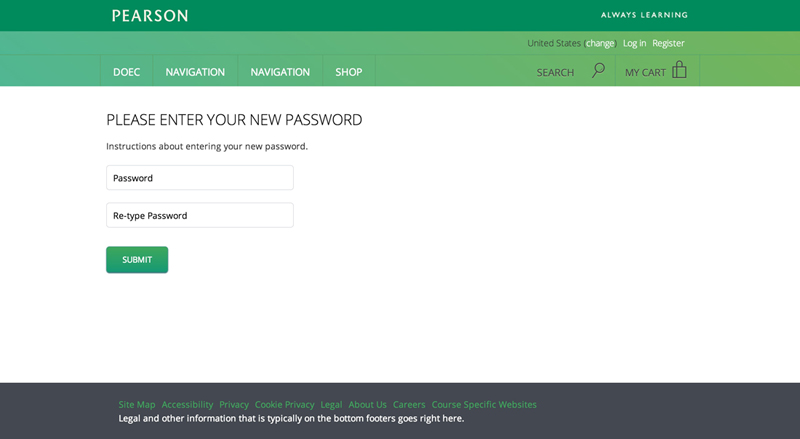 PEARSON
ALWAYS LEARNING
United States (change) Log in Register
DOEC NAVIGATION NAVIGATION SHOP SEARCH MY CART
PLEASE ENTER YOUR NEW PASSWORD
Instructions about entering your new password.
Password
Re-type Password
SUBMIT
Site Map Accessibility Privacy Cookie Privacy Legal About Us Careers Course Specific Websites
Legal and other information that is typically on the bottom footers goes right here.